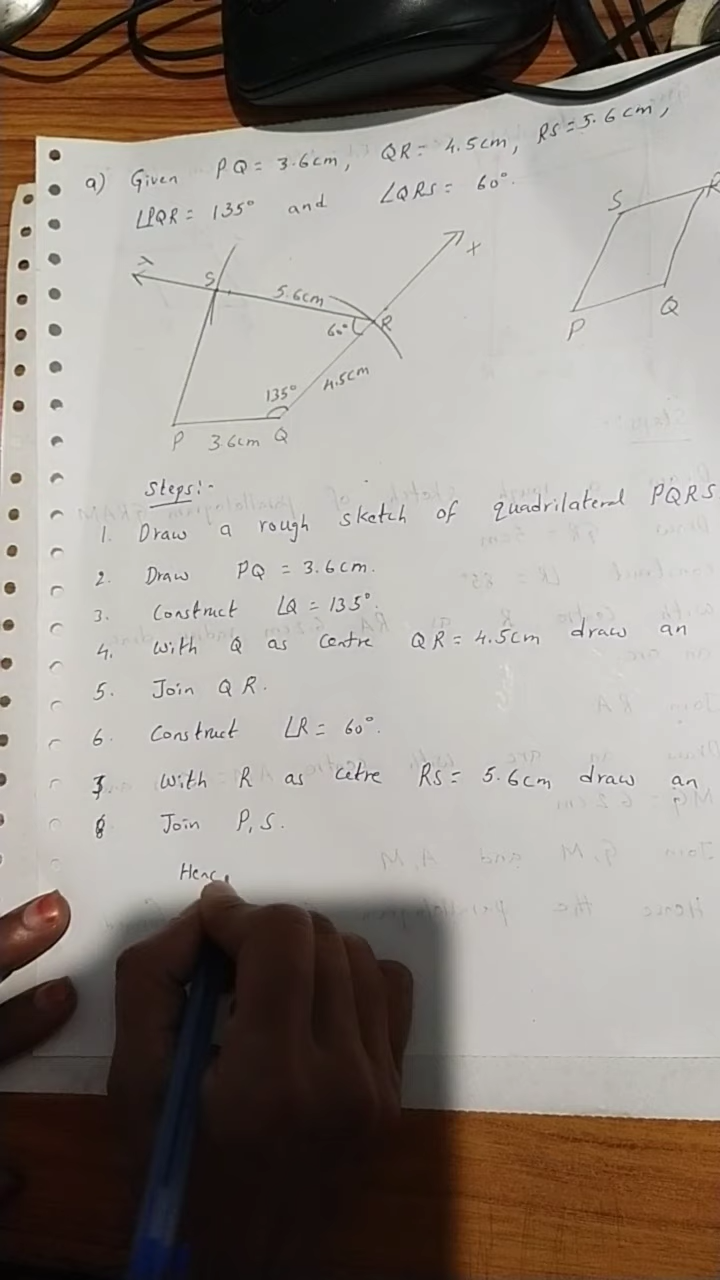 a) Given PQ = 3.6cm, QR = 4.5cm, RS = 5.6cm,
∠PQR = 135° and ∠QRS = 60°.
S R
P Q
Y X
S 5.6cm
60° R
135° 4.5cm
P 3.6cm Q
Steps:-
1. Draw a rough sketch of quadrilateral PQRS
2. Draw PQ = 3.6cm.
3. Construct ∠Q = 135°.
4. With Q as centre QR = 4.5cm draw an
5. Join QR.
6. Construct ∠R = 60°.
7. With R as cetre RS = 5.6cm draw an
8. Join P, S.
Henc